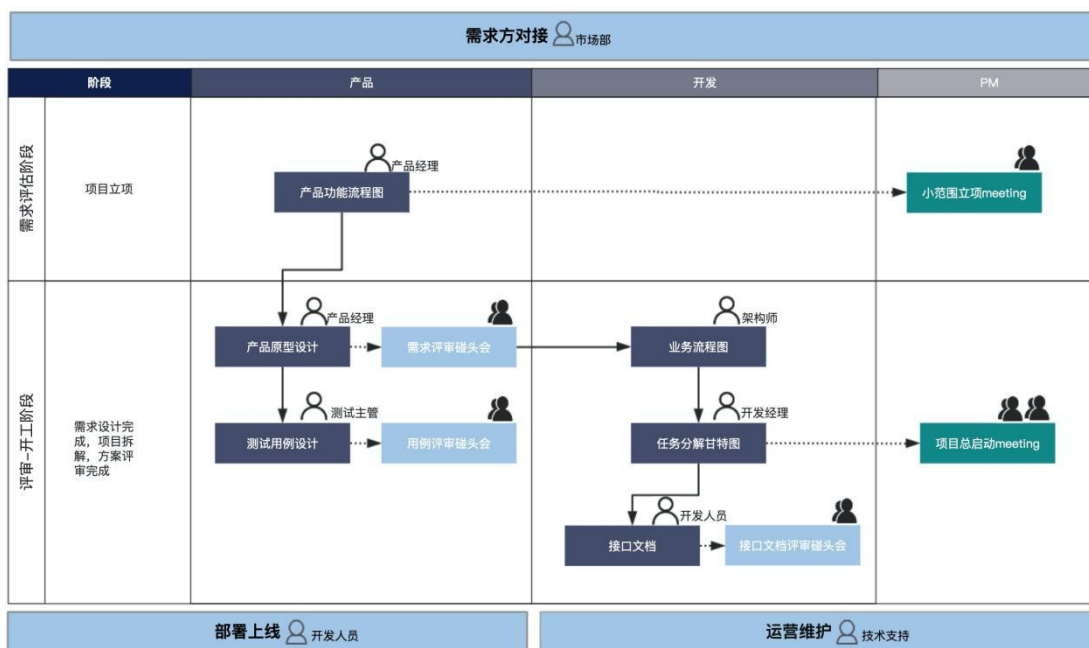 需求方对接 市场部
阶段 产品 开发 PM
需求评估阶段
项目立项
产品经理
产品功能流程图
小范围立项meeting
评审-开工阶段
需求设计完
成，项目拆
解，方案评
审完成
产品经理
架构师
产品原型设计
需求评审碰头会
业务流程图
测试主管
开发经理
测试用例设计
用例评审碰头会
任务分解甘特图
项目总启动meeting
开发人员
接口文档
接口文档评审碰头会
部署上线 开发人员
运营维护 技术支持